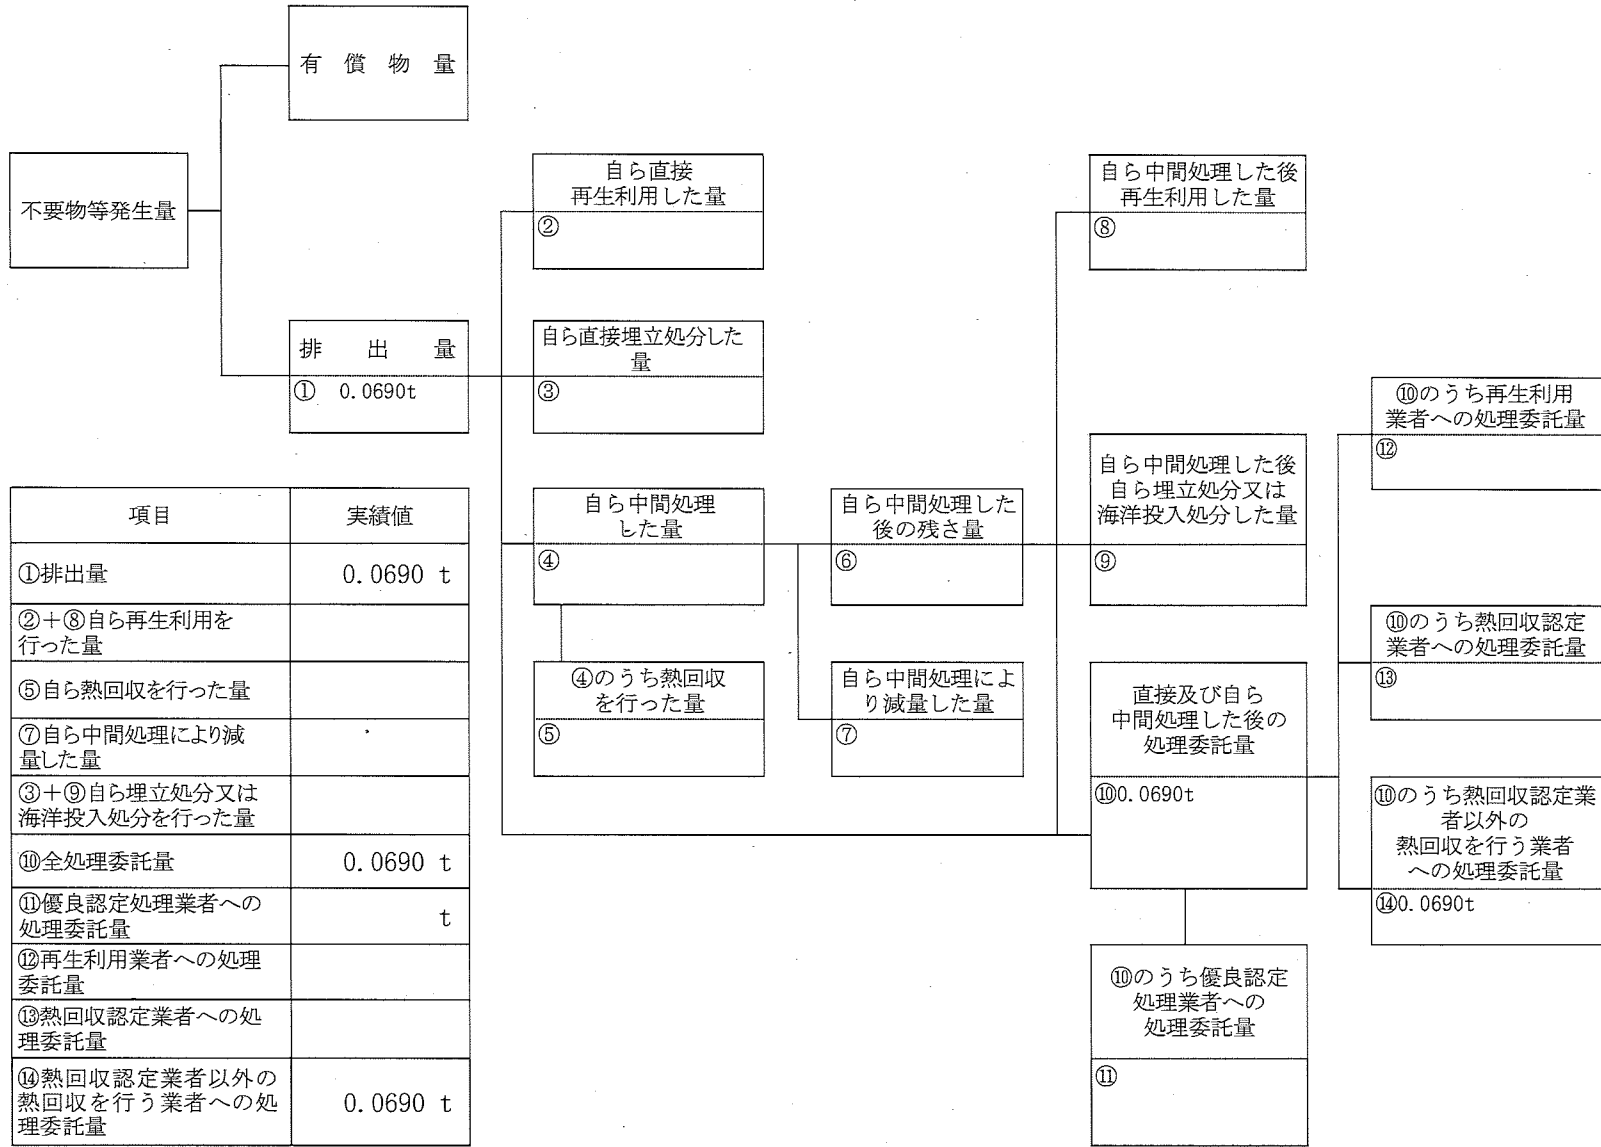 有償物量
不要物等発生量
排出量
① 0.0690t
自ら直接
再生利用した量
②
自ら直接埋立処分した
量
③
自ら中間処理
した量
④
④のうち熱回収
を行った量
⑤
自ら中間処理した
後の残さ量
⑥
自ら中間処理によ
り減量した量
⑦
自ら中間処理した後
再生利用した量
⑧
自ら中間処理した後
自ら埋立処分又は
海洋投入処分した量
⑨
直接及び自ら
中間処理した後の
処理委託量
⑩0.0690t
⑩のうち優良認定
処理業者への
処理委託量
⑪
⑩のうち再生利用
業者への処理委託量
⑫
⑩のうち熱回収認定
業者への処理委託量
⑬
⑩のうち熱回収認定業
者以外の
熱回収を行う業者
への処理委託量
⑭0.0690t
項目 実績値
①排出量 0.0690 t
②＋⑧自ら再生利用を
行った量
⑤自ら熱回収を行った量
⑦自ら中間処理により減
量した量
③＋⑨自ら埋立処分又は
海洋投入処分を行った量
⑩全処理委託量 0.0690 t
⑪優良認定処理業者への
処理委託量 t
⑫再生利用業者への処理
委託量
⑬熱回収認定業者への処
理委託量
⑭熱回収認定業者以外の
熱回収を行う業者への処
理委託量 0.0690 t